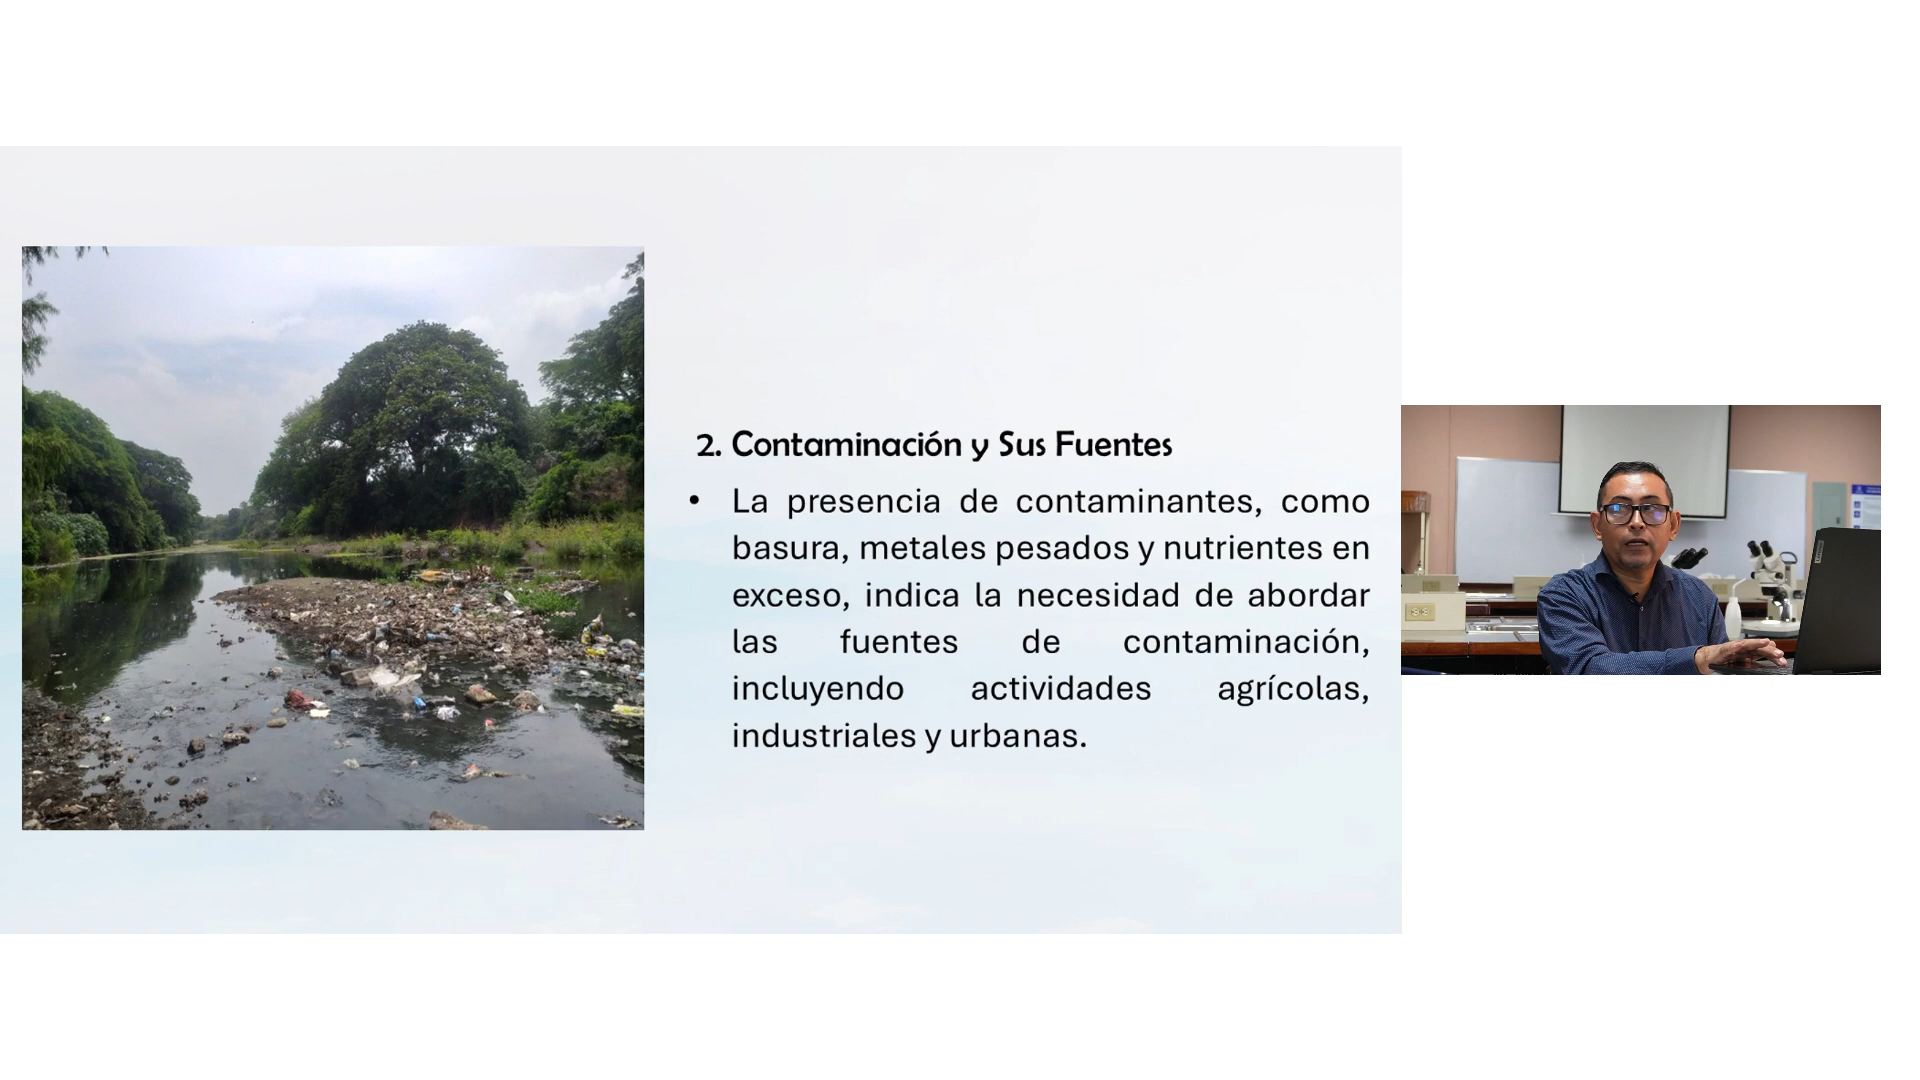 2. Contaminación y Sus Fuentes
• La presencia de contaminantes, como
basura, metales pesados y nutrientes en
exceso, indica la necesidad de abordar
las fuentes de contaminación,
incluyendo actividades agrícolas,
industriales y urbanas.